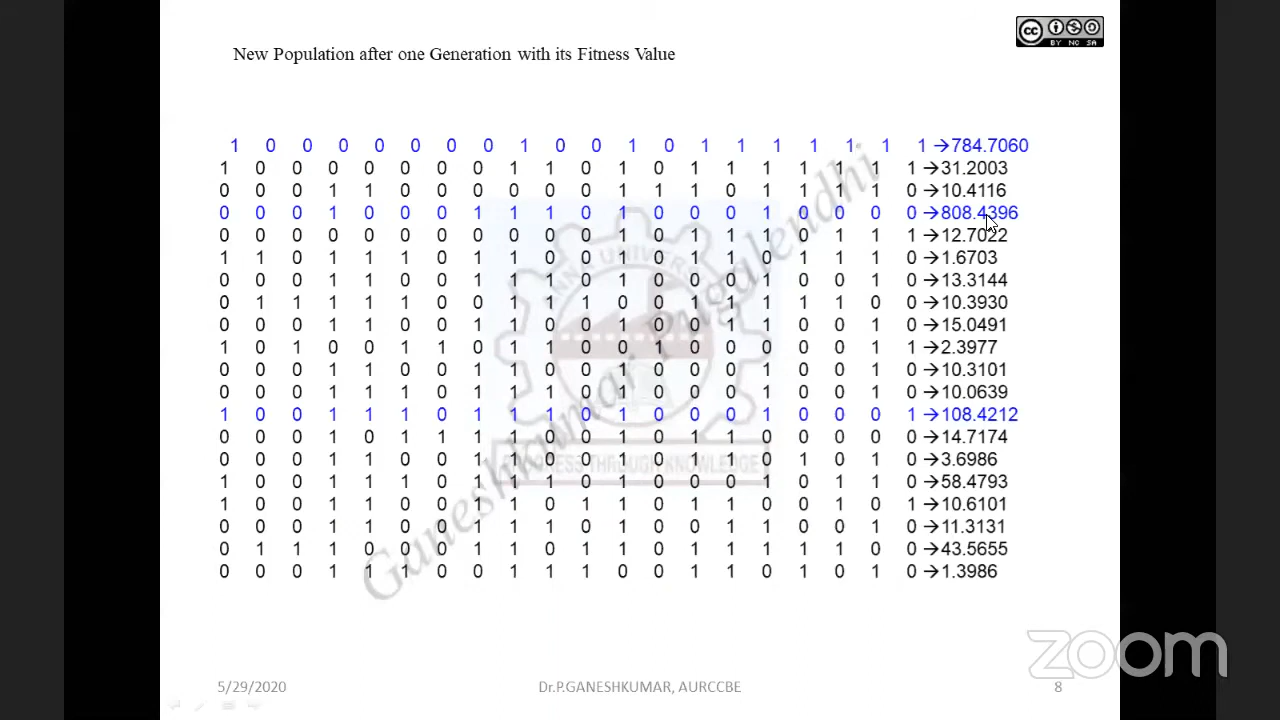 CC BY NC SA
New Population after one Generation with its Fitness Value
1 0 0 0 0 0 0 0 1 0 0 1 0 1 1 1 1 1 1 1→784.7060
1 0 0 0 0 0 0 0 1 1 0 1 0 1 1 1 1 1 1 1→31.2003
0 0 0 1 1 0 0 0 0 0 0 1 1 1 0 1 1 1 1 0→10.4116
0 0 0 1 0 0 0 1 1 1 0 1 0 0 0 1 0 0 0 0→808.4396
0 0 0 0 0 0 0 0 0 0 0 1 0 1 1 1 0 1 1 1→12.7022
1 1 0 1 1 0 0 1 1 0 0 1 0 1 1 0 1 1 1 0→1.6703
0 0 0 1 1 0 0 1 1 1 0 1 0 0 0 1 0 0 1 0→13.3144
0 1 1 1 1 1 0 0 1 1 1 0 0 1 1 1 1 1 0 0→10.3930
0 0 0 1 1 0 0 1 1 0 0 1 0 0 1 1 0 0 1 0→15.0491
1 0 1 0 0 1 1 0 1 1 0 0 1 0 0 0 0 0 1 1→2.3977
0 0 0 1 1 0 0 1 1 0 0 1 0 0 0 1 0 0 1 0→10.3101
0 0 0 1 1 1 0 1 1 1 0 1 0 0 0 1 0 0 1 0→10.0639
1 0 0 1 1 1 0 1 1 1 0 1 0 0 0 1 0 0 0 1→108.4212
0 0 0 1 0 1 1 1 1 0 0 1 0 1 1 0 0 0 0 0→14.7174
0 0 0 1 1 0 0 1 1 0 0 1 0 1 1 0 1 0 1 0→3.6986
0 0 0 1 1 1 0 1 1 1 0 1 0 0 0 1 0 1 1 0→58.4793
1 0 0 1 1 0 0 1 1 0 1 1 0 1 1 0 0 1 0 1→10.6101
0 0 0 1 1 0 0 1 1 1 0 1 0 0 1 1 0 0 1 0→11.3131
0 1 1 1 0 0 0 1 1 0 1 1 0 1 1 1 1 1 0 0→43.5655
0 0 0 1 1 1 0 0 1 1 1 0 0 1 1 0 1 0 1 0→1.3986
Ganeshkumar Pugalendhi
ANNA UNIVERSITY
PROGRESS THROUGH KNOWLEDGE
zoom
5/29/2020 Dr.P.GANESHKUMAR, AURCCBE 8